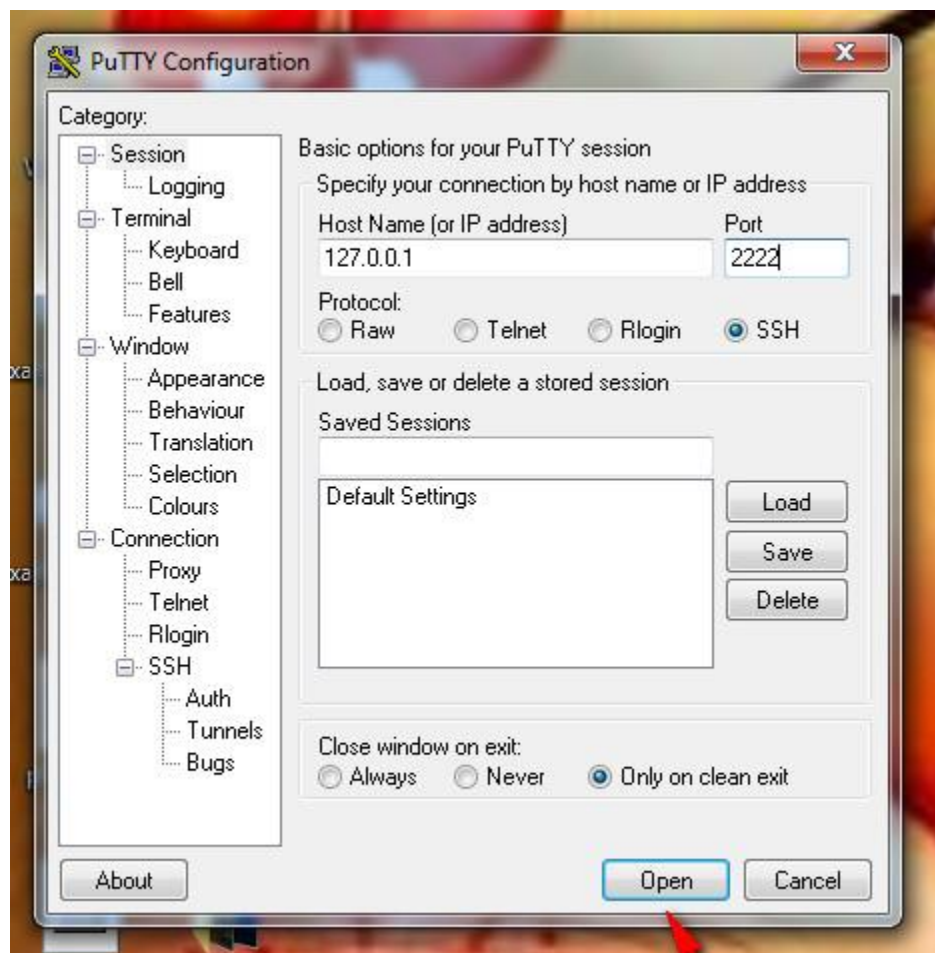 PuTTY Configuration
Category:
Session
Logging
Terminal
Keyboard
Bell
Features
Window
Appearance
Behaviour
Translation
Selection
Colours
Connection
Proxy
Telnet
Rlogin
SSH
Auth
Tunnels
Bugs
Basic options for your PuTTY session
Specify your connection by host name or IP address
Host Name (or IP address) Port
127.0.0.1 2222
Protocol:
Raw Telnet Rlogin SSH
Load, save or delete a stored session
Saved Sessions
Default Settings
Load
Save
Delete
Close window on exit:
Always Never Only on clean exit
About Open Cancel